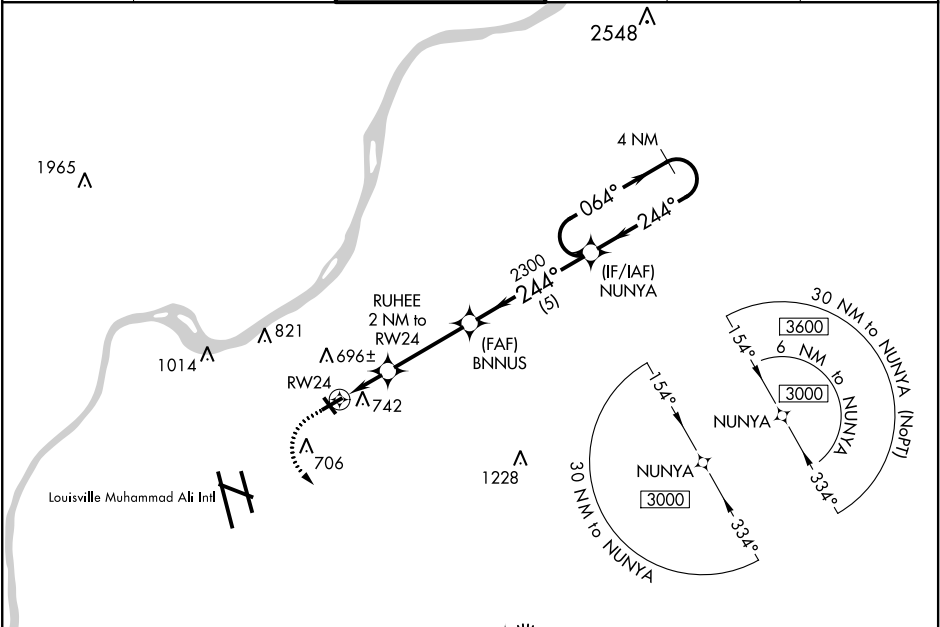 2548
1965
4 NM
064°
244°
2300
244°
(5)
(IF/IAF)
NUNYA
RUHEE
2 NM to
RW24
(FAF)
BNNUS
821
1014
696±
RW24
742
706
1228
Louisville Muhammad Ali Intl
30 NM to NUNYA (NoPT)
3600
154°
6 NM to NUNYA
3000
NUNYA
334°
154°
NUNYA
3000
334°
30 NM to NUNYA